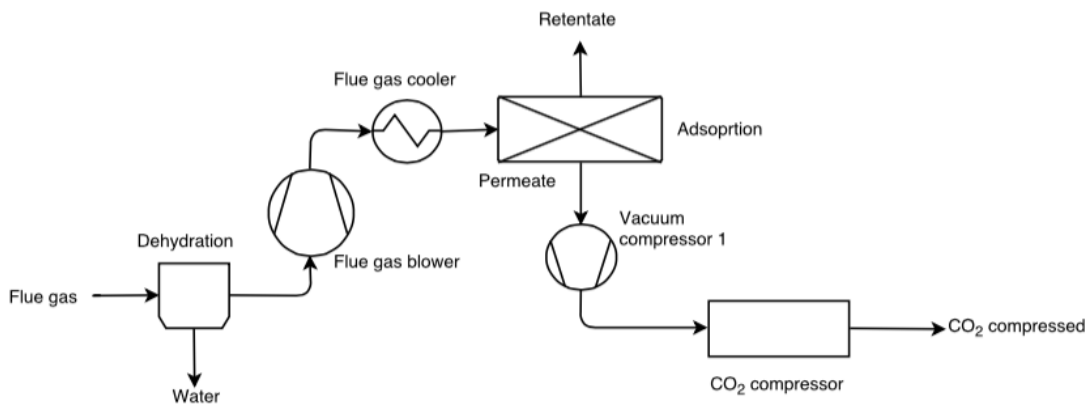 Retentate
Flue gas cooler
Adsoprtion
Permeate
Vacuum
compressor 1
Dehydration
Flue gas blower
Flue gas
CO₂ compressed
CO₂ compressor
Water